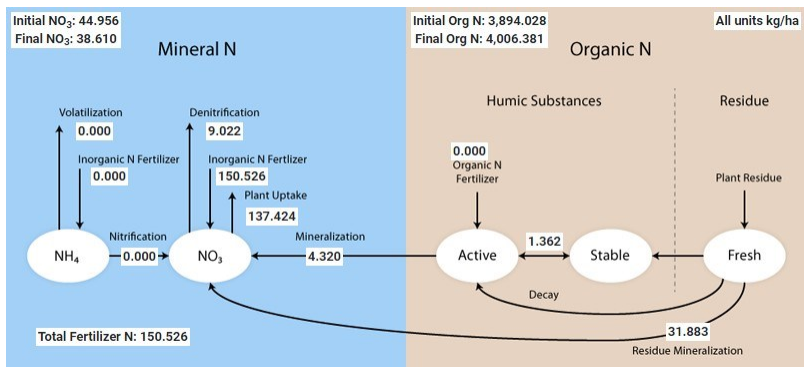 Initial NO3: 44.956
Final NO3: 38.610
Mineral N
Initial Org N: 3,894.028
Final Org N: 4,006.381
All units kg/ha
Organic N
Humic Substances
Residue
Volatilization
0.000
Denitrification
9.022
Inorganic N Fertilizer
0.000
Inorganic N Fertlizer
150.526
Plant Uptake
137.424
0.000
Organic N
Fertilizer
Plant Residue
Nitrification
0.000
Mineralization
4.320
1.362
NH4
NO3
Active
Stable
Fresh
Decay
31.883
Residue Mineralization
Total Fertilizer N: 150.526